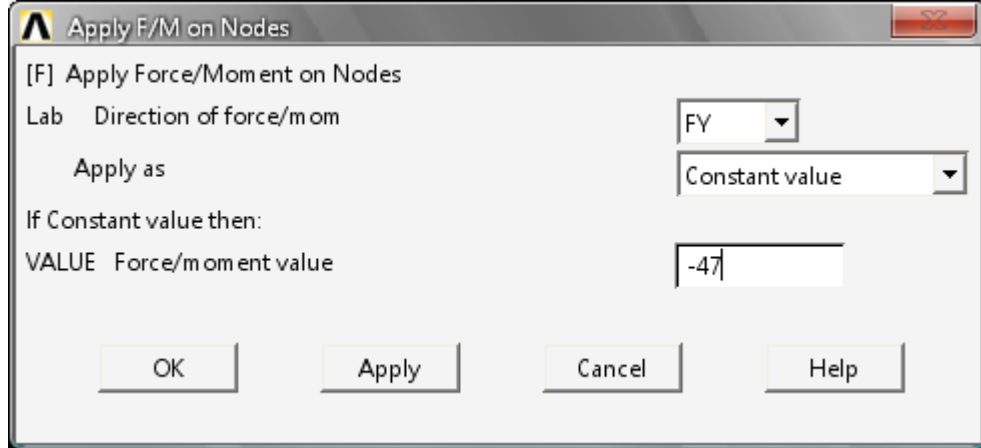 Apply F/M on Nodes
[F] Apply Force/Moment on Nodes
Lab Direction of force/mom FY
Apply as Constant value
If Constant value then:
VALUE Force/moment value -47
OK Apply Cancel Help